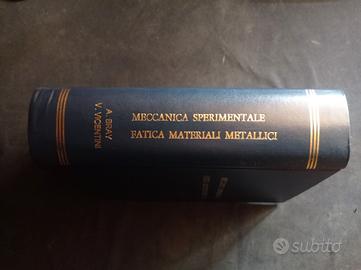 MECCANICA SPERIMENTALE
FATICA MATERIALI METALLICI
A. BRAY
V. VICENTINI
subito